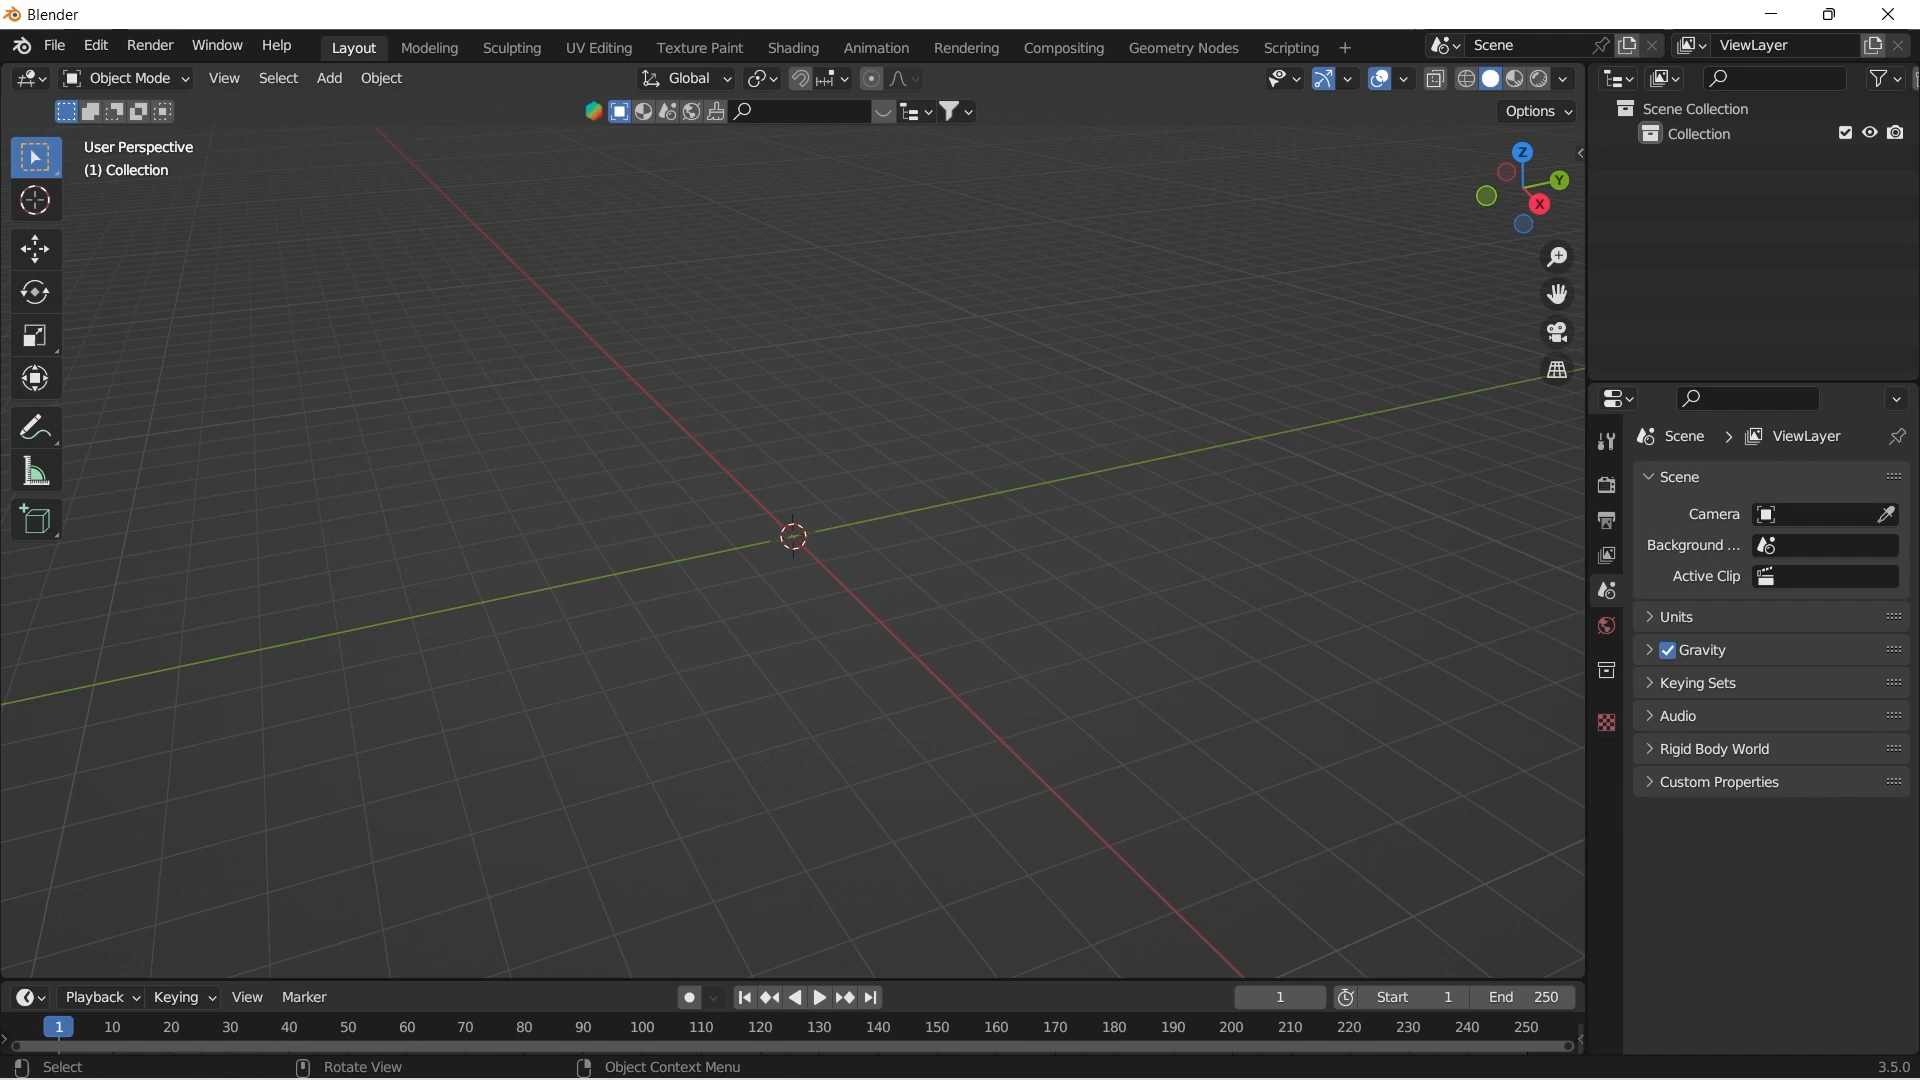 Blender
File Edit Render Window Help Layout Modeling Sculpting UV Editing Texture Paint Shading Animation Rendering Compositing Geometry Nodes Scripting + Scene ViewLayer
Object Mode View Select Add Object Global
Options
User Perspective
(1) Collection
Z
Y
X
Scene Collection
Collection
Scene > ViewLayer
Scene
Camera
Background ...
Active Clip
Units
Gravity
Keying Sets
Audio
Rigid Body World
Custom Properties
Playback Keying View Marker 1 Start 1 End 250
1 10 20 30 40 50 60 70 80 90 100 110 120 130 140 150 160 170 180 190 200 210 220 230 240 250
Select Rotate View Object Context Menu 3.5.0